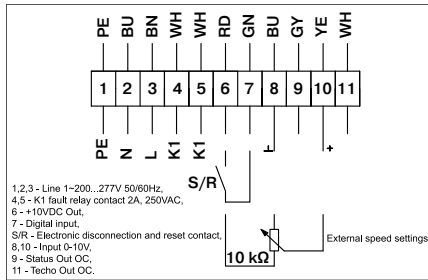 PE BU BN WH WH RD GN BU GY YE WH
1 2 3 4 5 6 7 8 9 10 11
PE N L K1 K1 - +
S/R
1,2,3 - Line 1~200...277V 50/60Hz,
4,5 - K1 fault relay contact 2A, 250VAC,
6 - +10VDC Out,
7 - Digital input,
S/R - Electronic disconnection and reset contact,
8,10 - Input 0-10V,
9 - Status Out OC,
11 - Techo Out OC.
10 kΩ
External speed settings